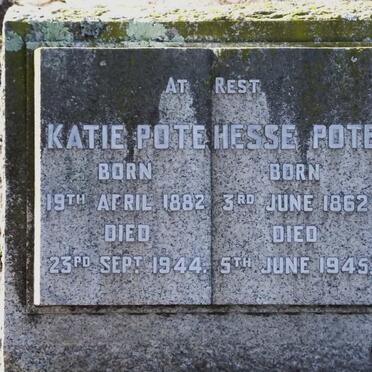 AT REST
KATIE POTE HESSE POTE
BORN BORN
19TH APRIL 1882 3RD JUNE 1862
DIED DIED
23RD SEPT 1944. 5TH JUNE 1945.